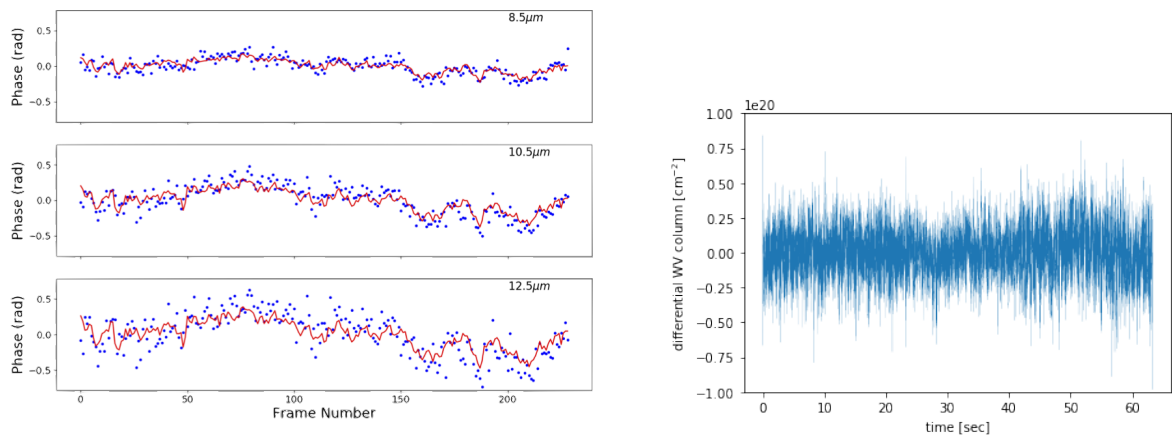 8.5μm
Phase (rad)
0.5
0.0
−0.5
10.5μm
Phase (rad)
0.5
0.0
−0.5
12.5μm
Phase (rad)
0.5
0.0
−0.5
0 50 100 150 200
Frame Number
1e20
differential WV column [cm⁻²]
1.00
0.75
0.50
0.25
0.00
−0.25
−0.50
−0.75
−1.00
0 10 20 30 40 50 60
time [sec]